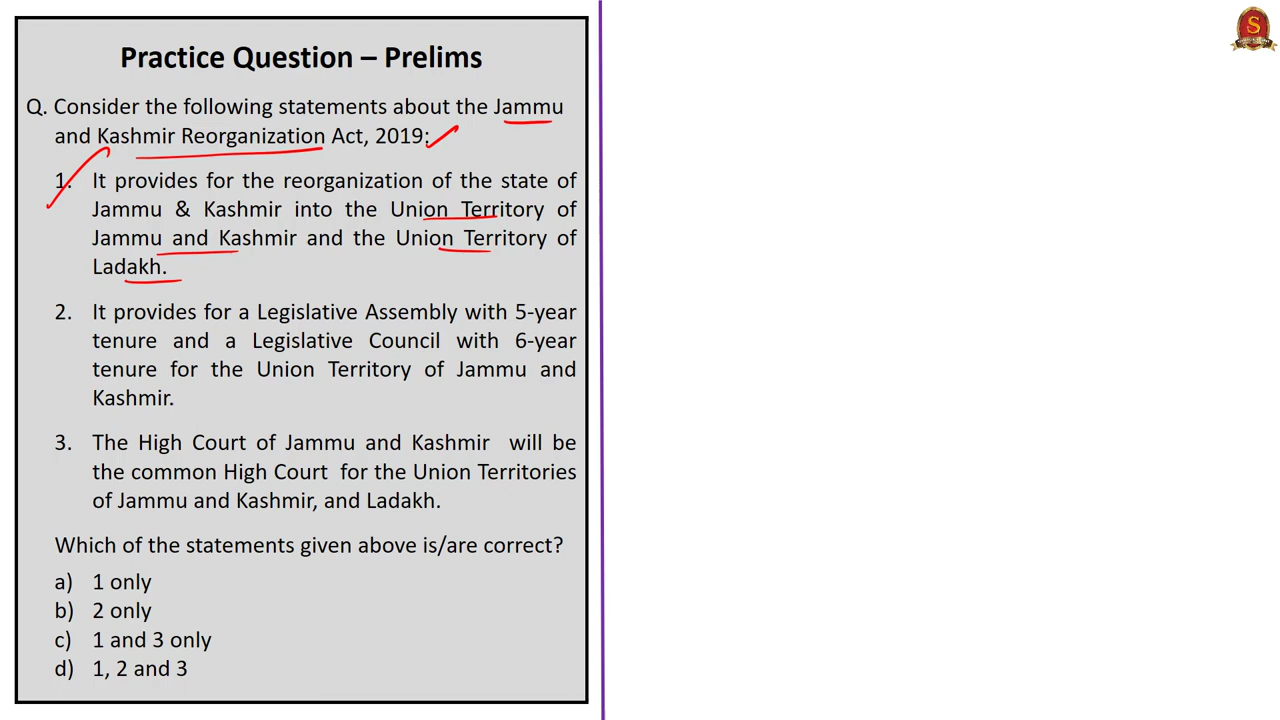 Practice Question – Prelims
Q. Consider the following statements about the Jammu
and Kashmir Reorganization Act, 2019:
1. It provides for the reorganization of the state of
Jammu & Kashmir into the Union Territory of
Jammu and Kashmir and the Union Territory of
Ladakh.
2. It provides for a Legislative Assembly with 5-year
tenure and a Legislative Council with 6-year
tenure for the Union Territory of Jammu and
Kashmir.
3. The High Court of Jammu and Kashmir will be
the common High Court for the Union Territories
of Jammu and Kashmir, and Ladakh.
Which of the statements given above is/are correct?
a) 1 only
b) 2 only
c) 1 and 3 only
d) 1, 2 and 3
S